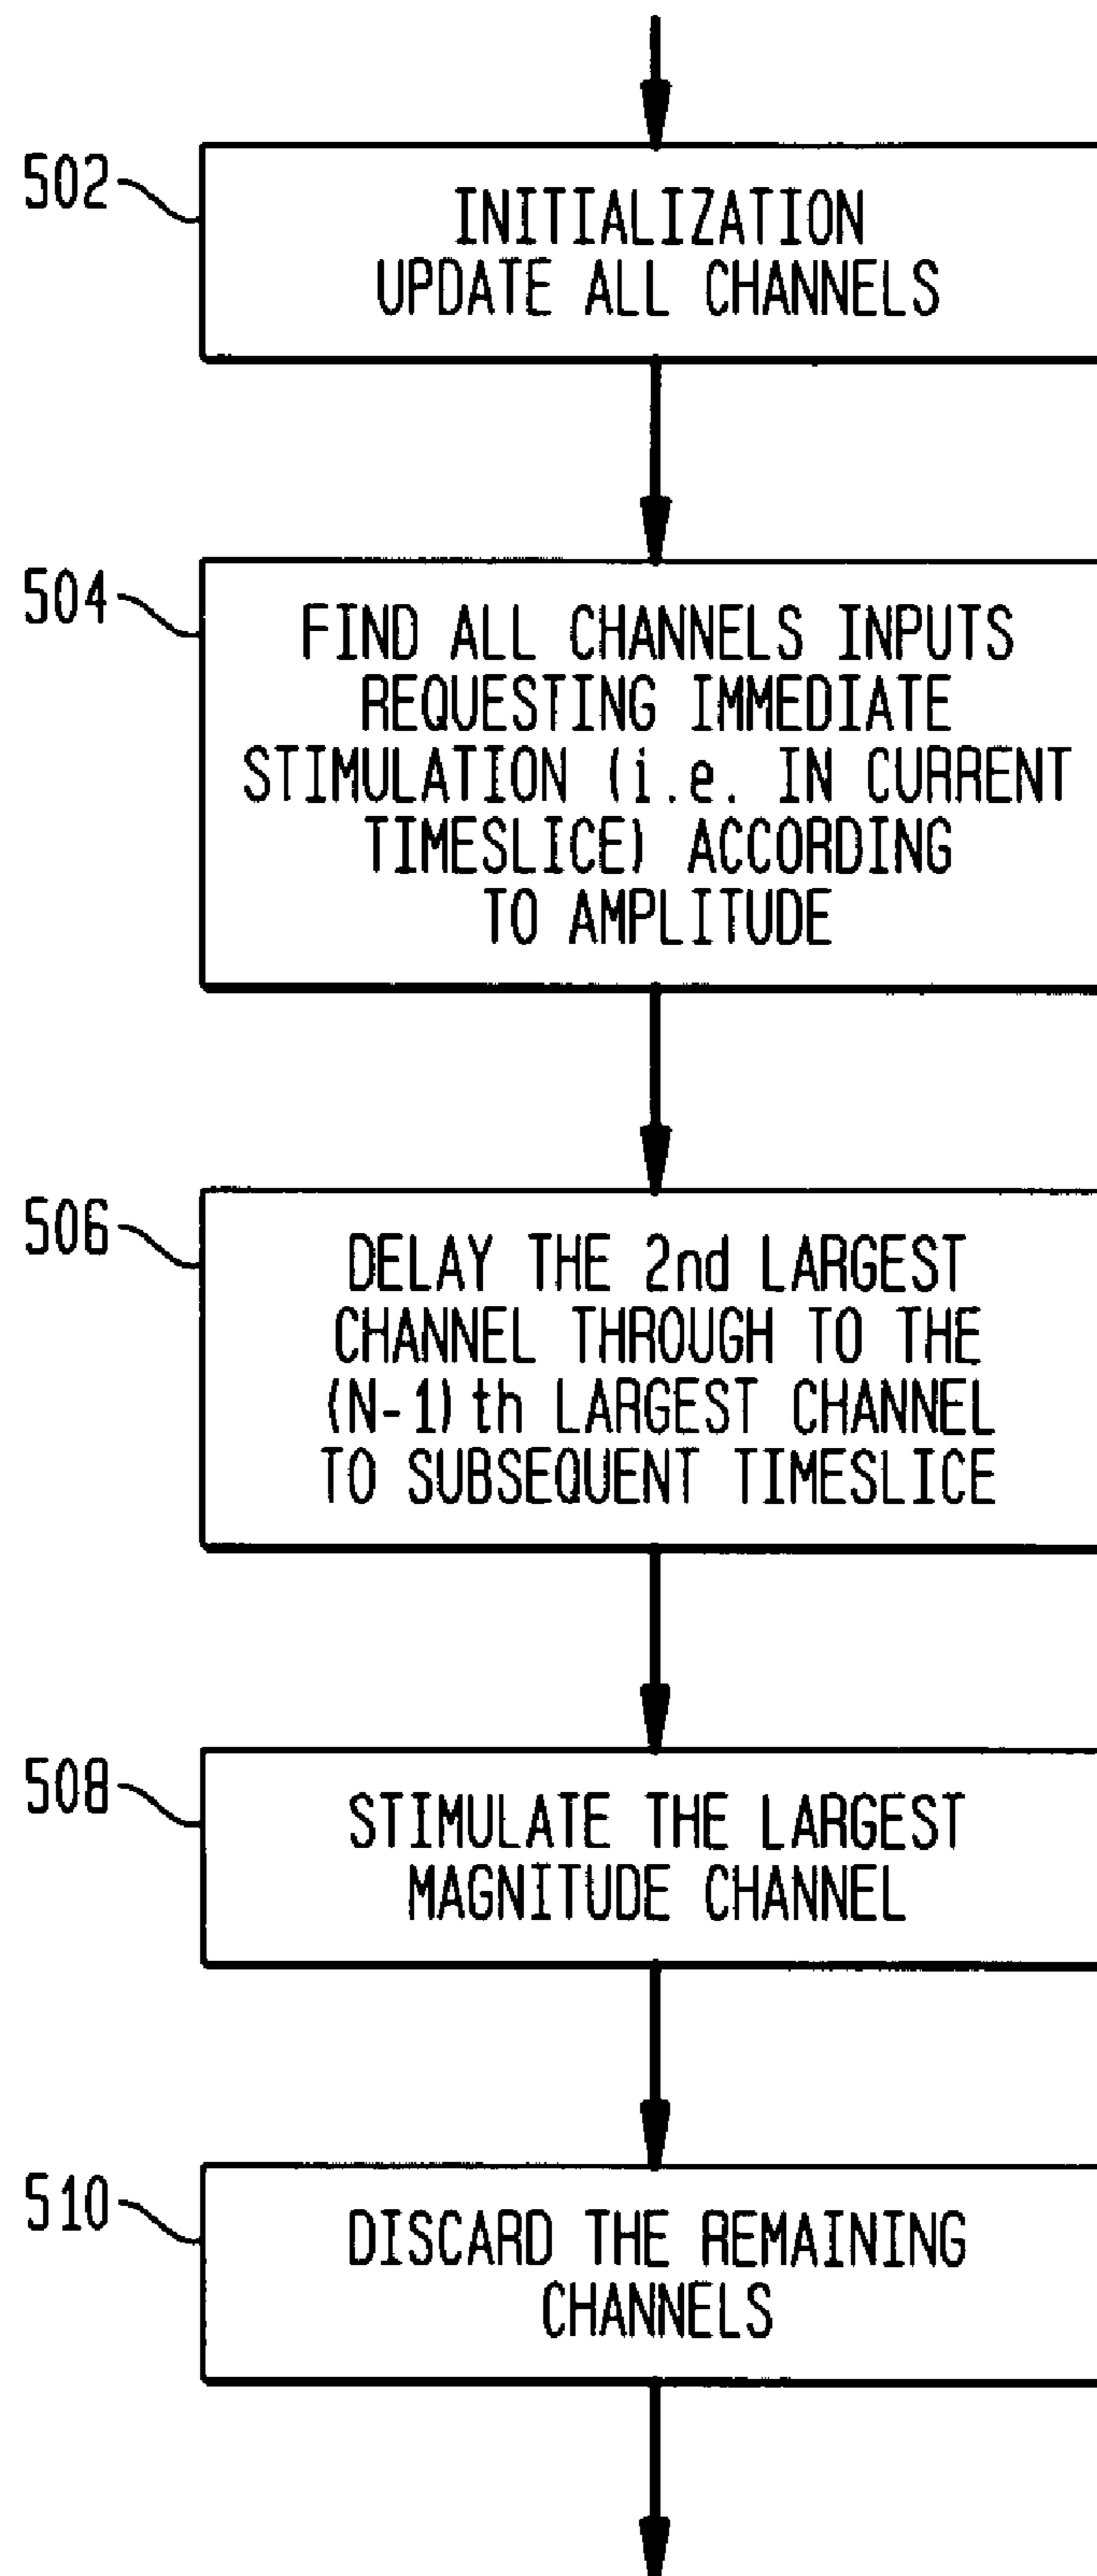 502
INITIALIZATION
UPDATE ALL CHANNELS
504
FIND ALL CHANNELS INPUTS
REQUESTING IMMEDIATE
STIMULATION (i.e. IN CURRENT
TIMESLICE) ACCORDING
TO AMPLITUDE
506
DELAY THE 2nd LARGEST
CHANNEL THROUGH TO THE
(N-1)th LARGEST CHANNEL
TO SUBSEQUENT TIMESLICE
508
STIMULATE THE LARGEST
MAGNITUDE CHANNEL
510
DISCARD THE REMAINING
CHANNELS